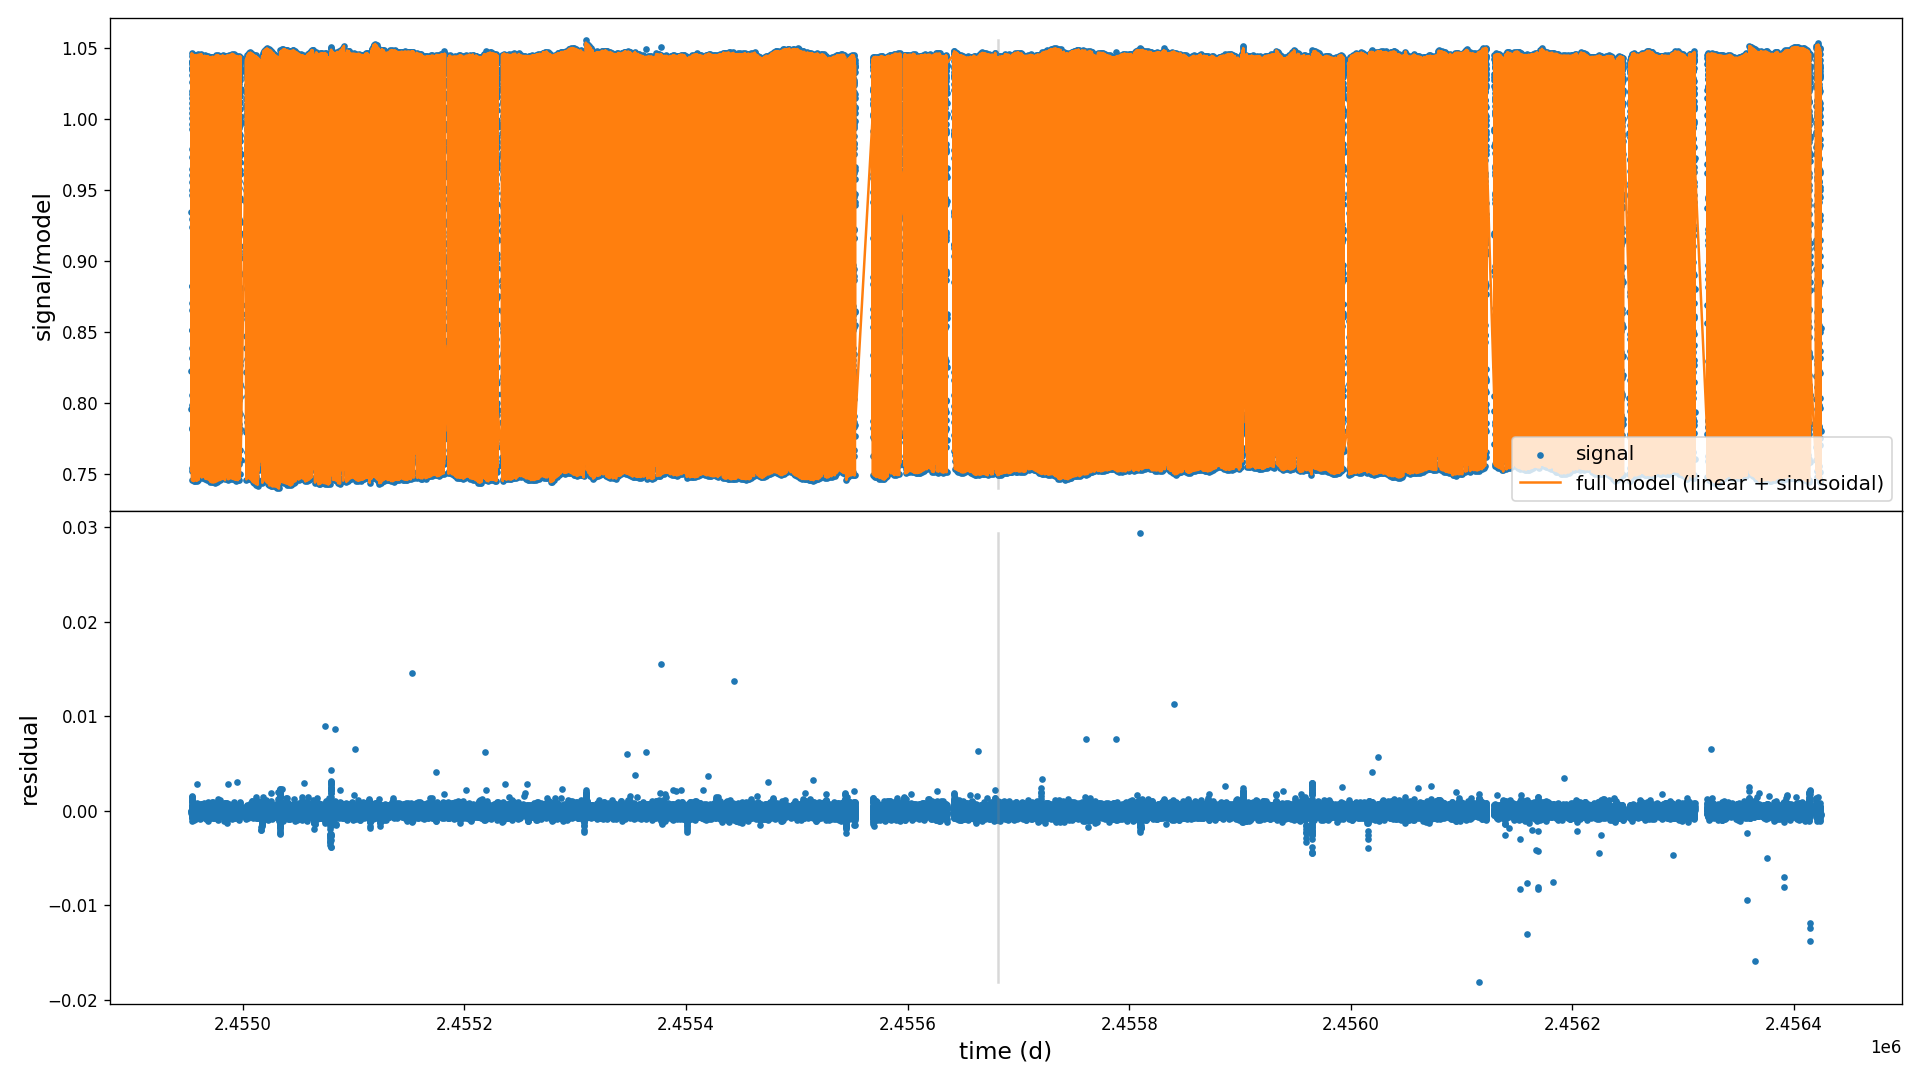 1.05
1.00
0.95
0.90
0.85
0.80
0.75
signal/model
signal
full model (linear + sinusoidal)
0.03
0.02
0.01
0.00
−0.01
−0.02
residual
2.4550 2.4552 2.4554 2.4556 2.4558 2.4560 2.4562 2.4564
1e6
time (d)